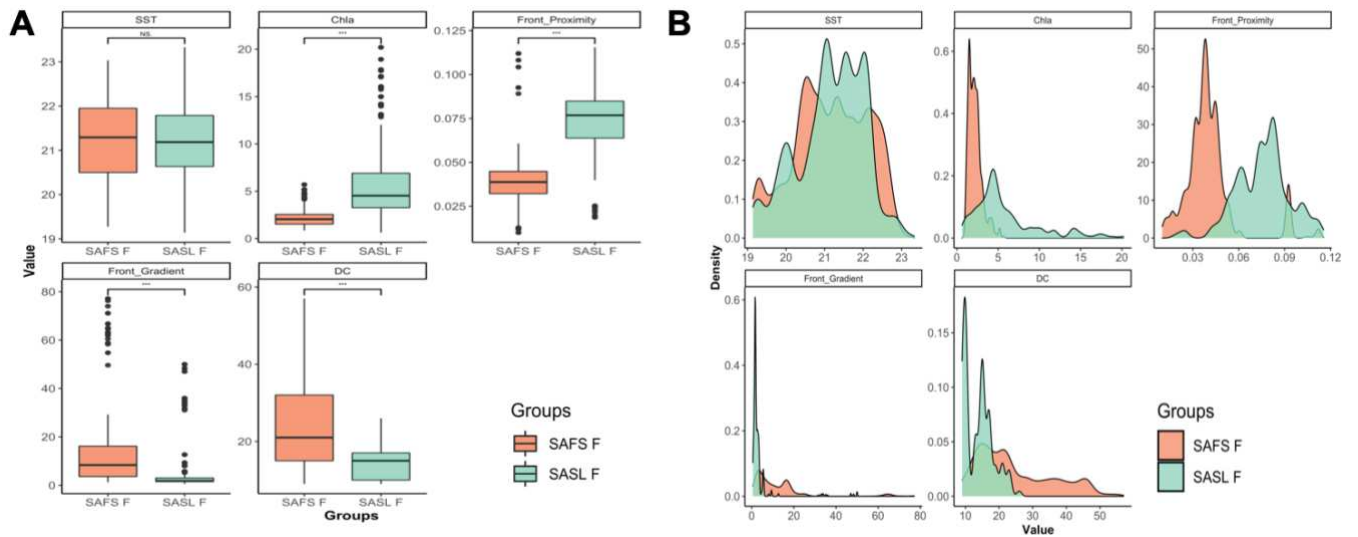 A
SST
Chla
Front_Proximity
NS.
***
***
23
22
21
20
19
20
15
10
5
0
0.125
0.100
0.075
0.050
0.025
SAFS F SASL F
SAFS F SASL F
SAFS F SASL F
Value
Front_Gradient
DC
***
***
80
60
40
20
10
0
60
40
20
SAFS F SASL F
SAFS F SASL F
Groups
Groups
SAFS F
SASL F
B
SST
Chla
Front_Proximity
0.5
0.4
0.3
0.2
0.1
0.0
0.6
0.4
0.2
0.0
50
40
30
20
10
0
19 20 21 22 23
0 5 10 15 20
0.03 0.06 0.09 0.12
Density
Front_Gradient
DC
0.6
0.4
0.2
0.0
0.15
0.10
0.05
0.00
0 20 40 60 80
10 20 30 40 50
Value
Groups
SAFS F
SASL F